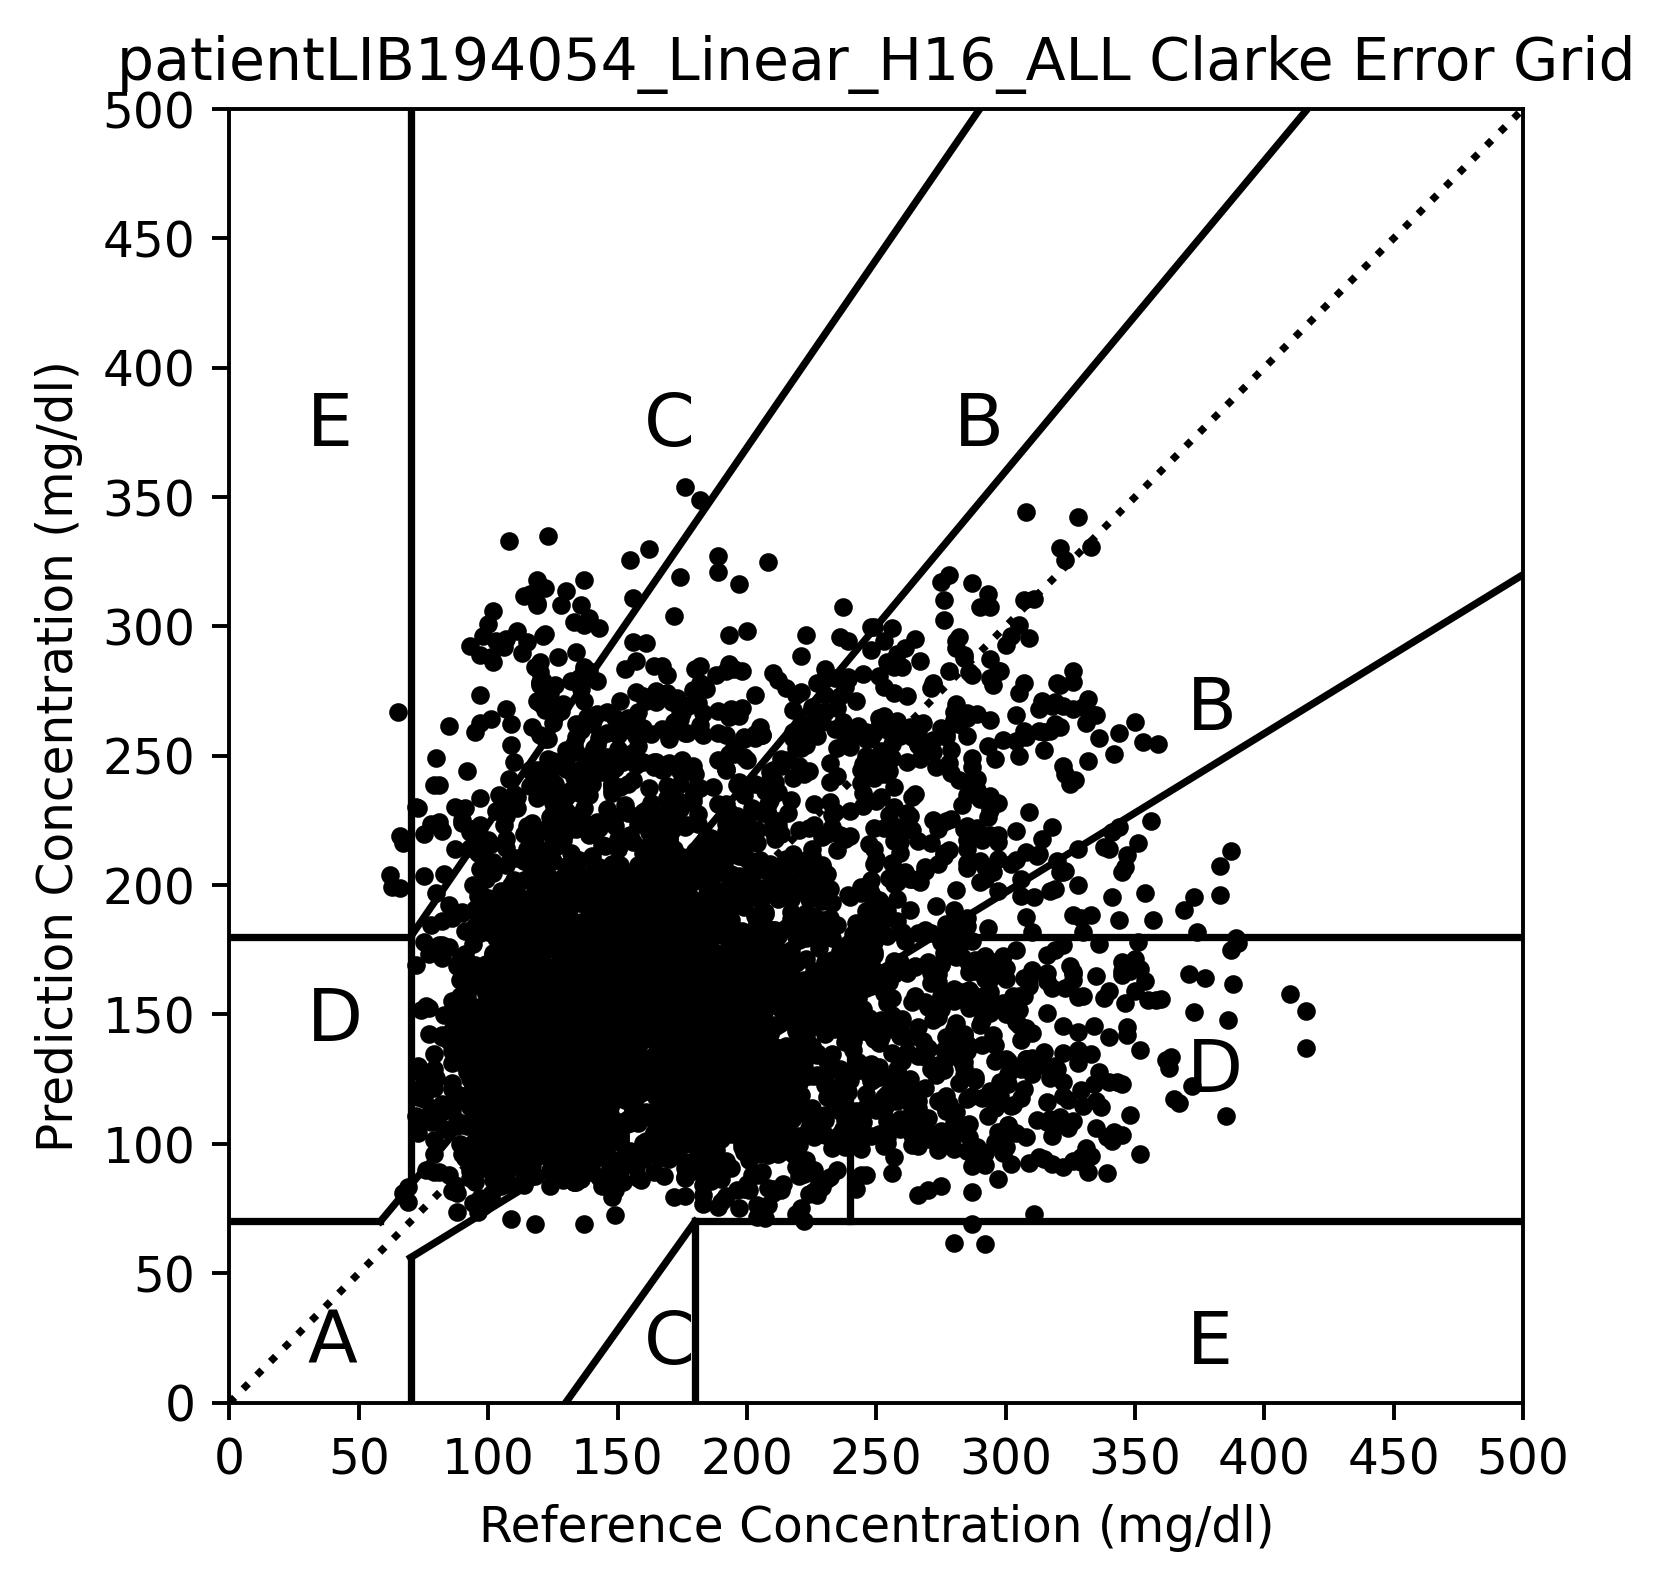 patientLIB194054_Linear_H16_ALL Clarke Error Grid
500
450
400
350
300
250
200
150
100
50
0
Prediction Concentration (mg/dl)
E
C
B
B
D
D
A
C
E
0 50 100 150 200 250 300 350 400 450 500
Reference Concentration (mg/dl)